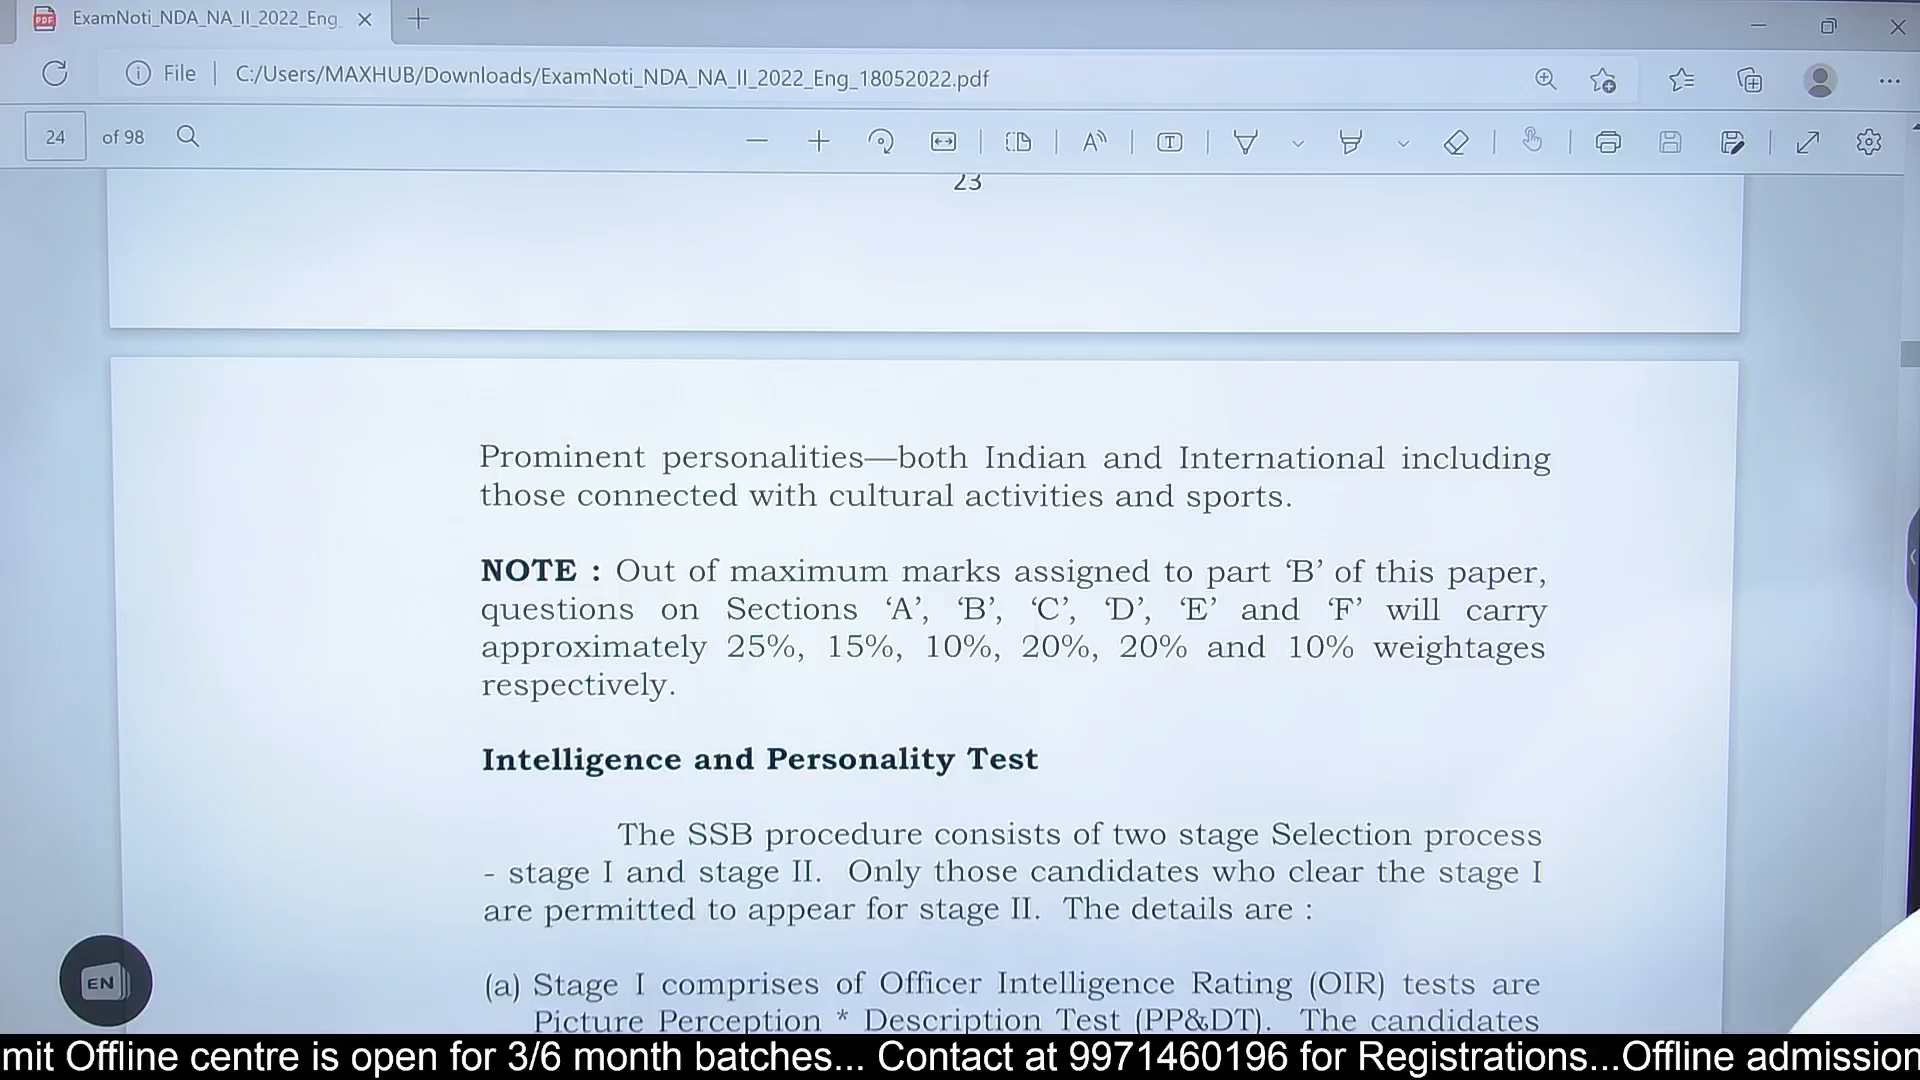 ExamNoti_NDA_NA_II_2022_Eng
File
C:/Users/MAXHUB/Downloads/ExamNoti_NDA_NA_II_2022_Eng_18052022.pdf
24 of 98
23
Prominent personalities—both Indian and International including
those connected with cultural activities and sports.
NOTE : Out of maximum marks assigned to part ‘B’ of this paper,
questions on Sections ‘A’, ‘B’, ‘C’, ‘D’, ‘E’ and ‘F’ will carry
approximately 25%, 15%, 10%, 20%, 20% and 10% weightages
respectively.
Intelligence and Personality Test
The SSB procedure consists of two stage Selection process
- stage I and stage II. Only those candidates who clear the stage I
are permitted to appear for stage II. The details are :
(a) Stage I comprises of Officer Intelligence Rating (OIR) tests are
Picture Perception * Description Test (PP&DT). The candidates
EN
mit Offline centre is open for 3/6 month batches... Contact at 9971460196 for Registrations...Offline admission